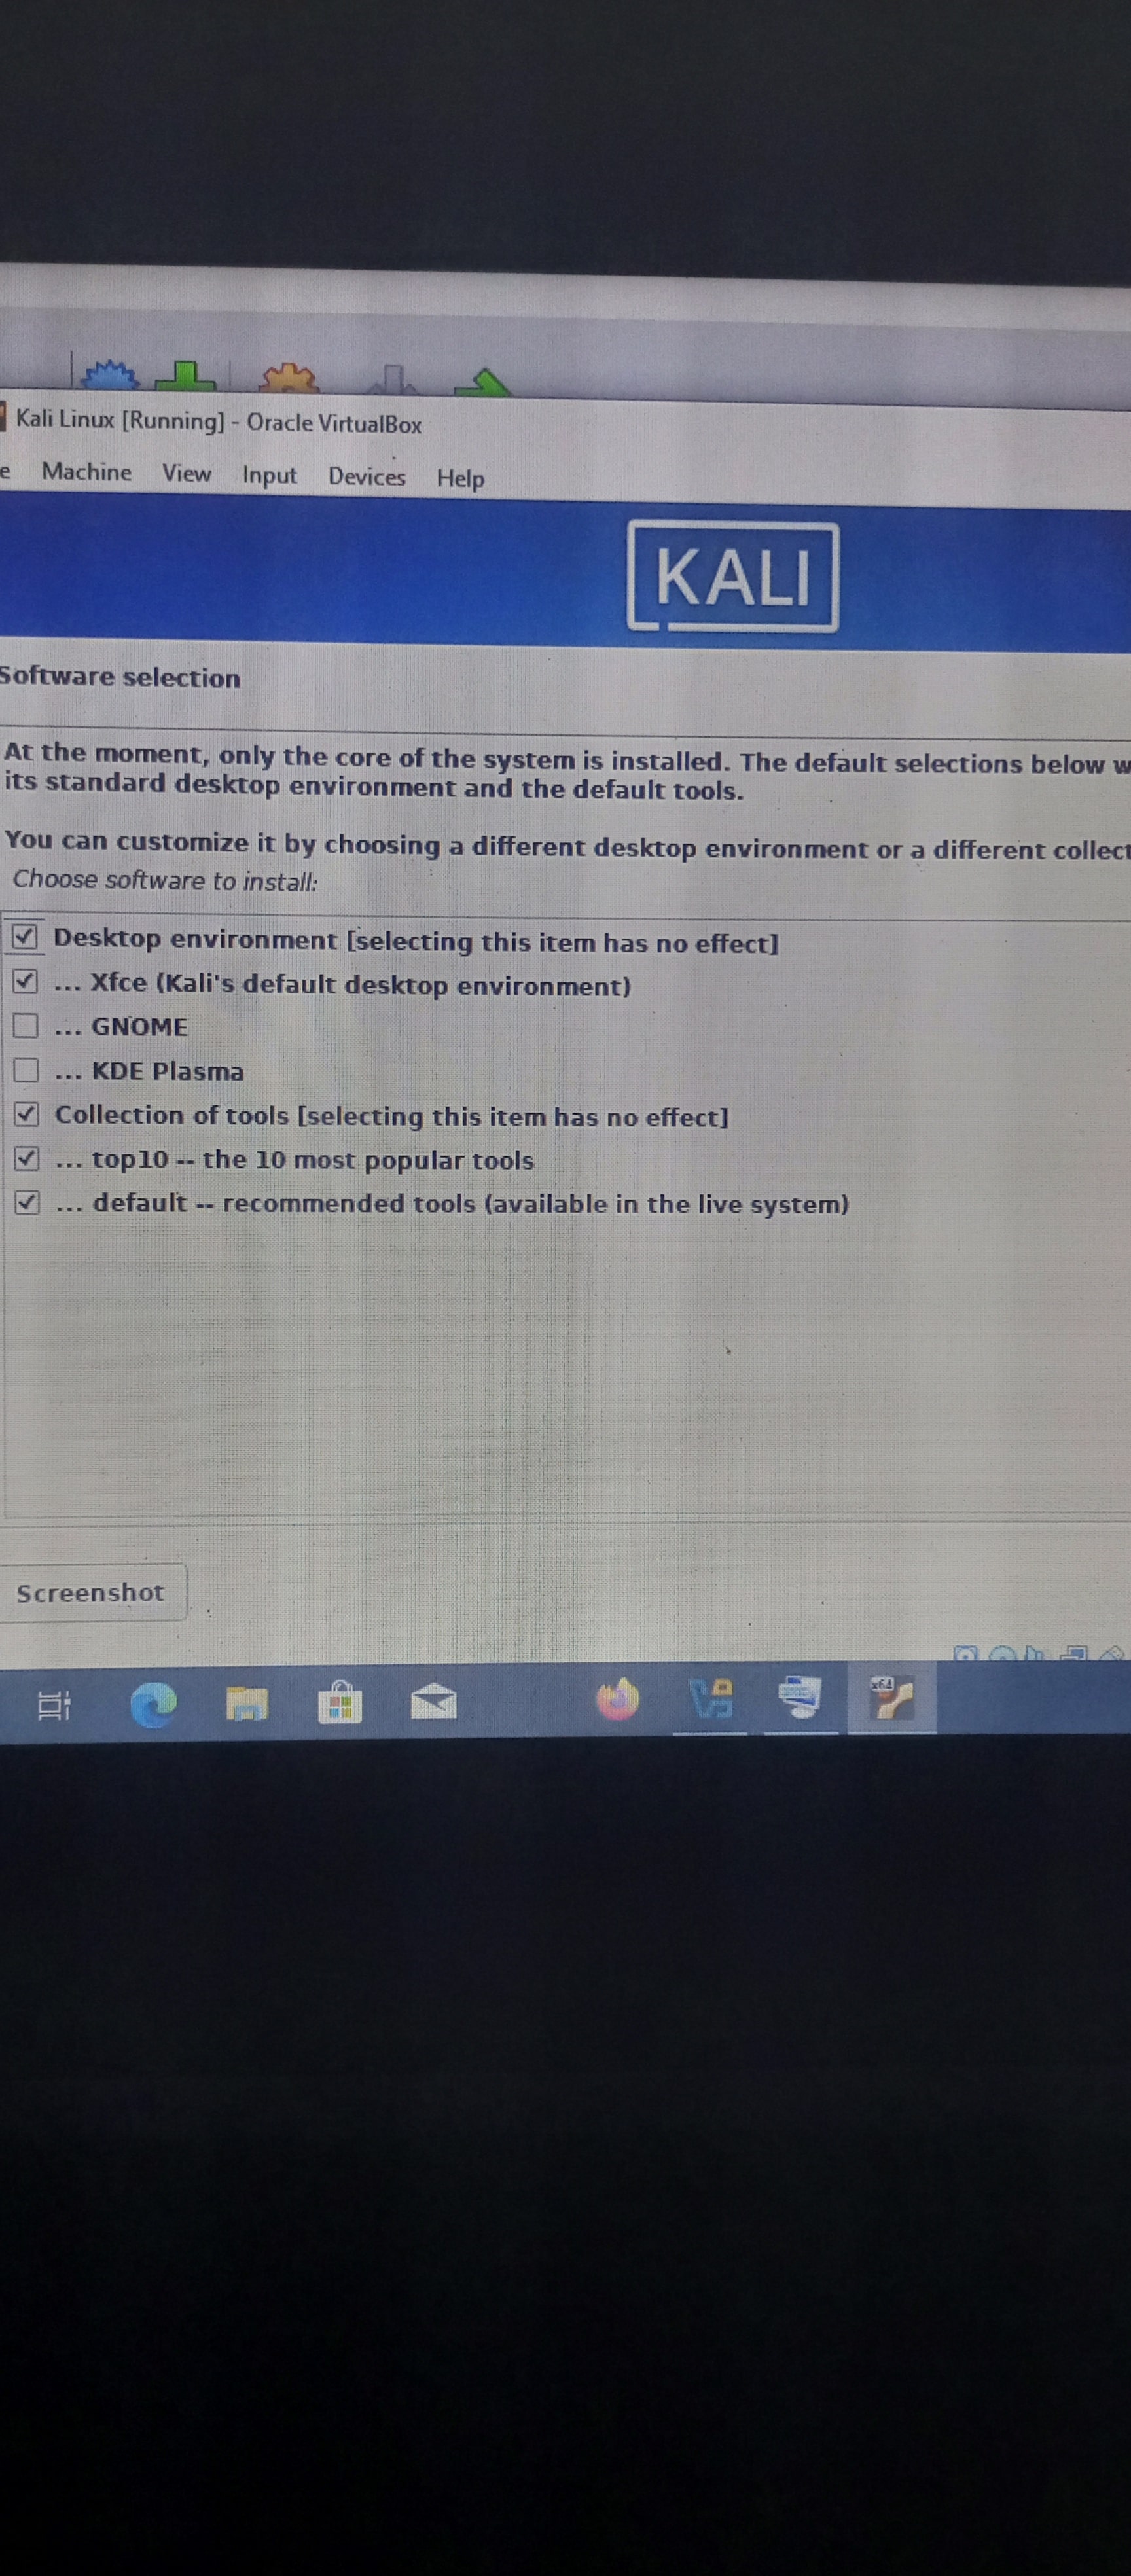 Kali Linux [Running] - Oracle VirtualBox
e Machine View Input Devices Help
KALI
Software selection
At the moment, only the core of the system is installed. The default selections below w
its standard desktop environment and the default tools.
You can customize it by choosing a different desktop environment or a different collect
Choose software to install:
Desktop environment [selecting this item has no effect]
... Xfce (Kali's default desktop environment)
... GNOME
... KDE Plasma
Collection of tools [selecting this item has no effect]
... top10 -- the 10 most popular tools
... default -- recommended tools (available in the live system)
Screenshot
x64